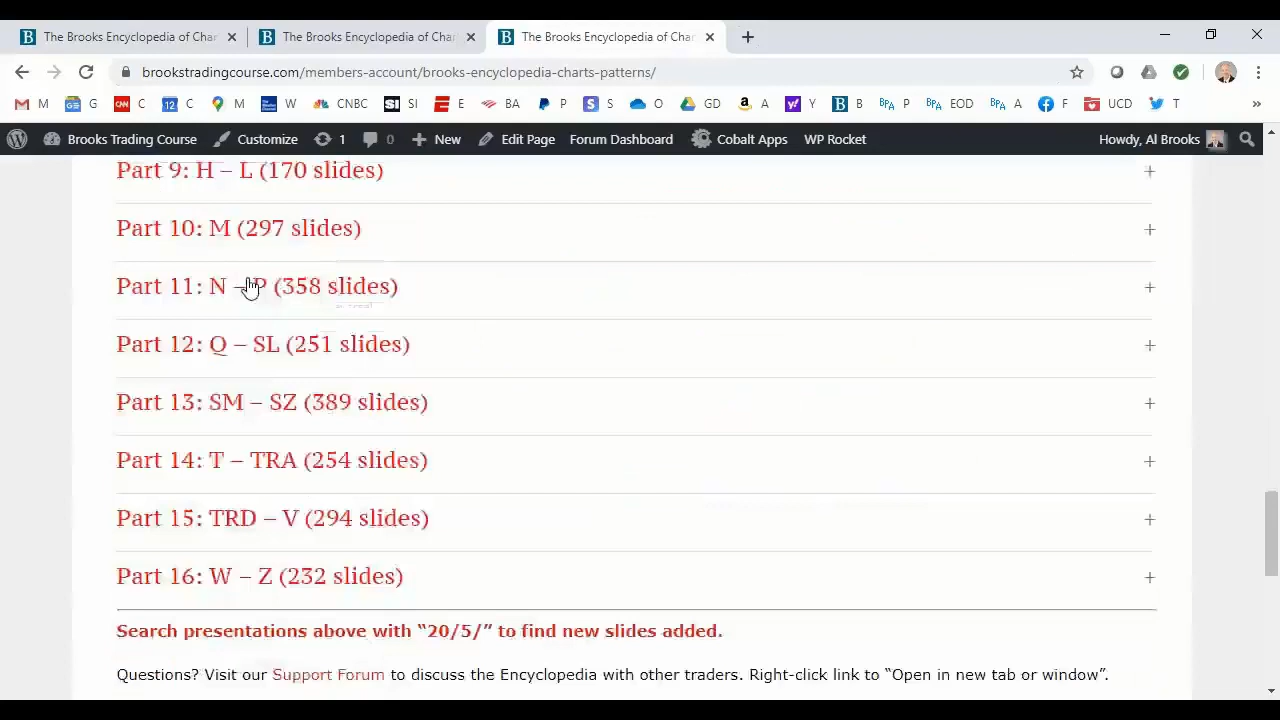 The Brooks Encyclopedia of Char
The Brooks Encyclopedia of Cha
The Brooks Encyclopedia of Char
brookstradingcourse.com/members-account/brooks-encyclopedia-charts-patterns/
M G C C M W CNBC SI E BA P S O GD A Y B P EOD A F UCD T »
Brooks Trading Course Customize 1 0 New Edit Page Forum Dashboard Cobalt Apps WP Rocket Howdy, Al Brooks
Part 9: H – L (170 slides)
Part 10: M (297 slides)
Part 11: N – P (358 slides)
Part 12: Q – SL (251 slides)
Part 13: SM – SZ (389 slides)
Part 14: T – TRA (254 slides)
Part 15: TRD – V (294 slides)
Part 16: W – Z (232 slides)
Search presentations above with “20/5/” to find new slides added.
Questions? Visit our Support Forum to discuss the Encyclopedia with other traders. Right-click link to “Open in new tab or window”.